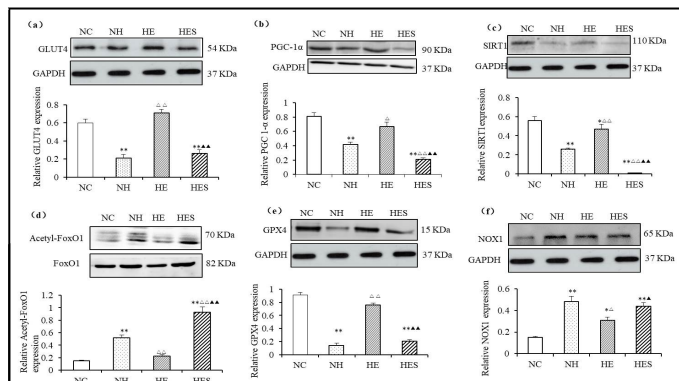 (a)
NC NH HE HES
GLUT4 54 KDa
GAPDH 37 KDa
Relative GLUT4 expression
0.8
0.6
0.4
0.2
0
** △△ **▲▲
NC NH HE HES
(b)
NC NH HE HES
PGC-1α 90 KDa
GAPDH 37 KDa
Relative PGC 1-α expression
1
0.8
0.6
0.4
0.2
0
** △ **△△▲▲
NC NH HE HES
(c)
NC NH HE HES
SIRT1 110 KDa
GAPDH 37 KDa
Relative SIRT1expression
0.8
0.6
0.4
0.2
0
** *△△ **△△▲▲
NC NH HE HES
(d)
NC NH HE HES
Acetyl-FoxO1 70 KDa
FoxO1 82 KDa
Relative Acetyl-FoxO1
expression
1.2
1
0.8
0.6
0.4
0.2
0
** △△ **△△▲▲
NC NH HE HES
(e)
NC NH HE HES
GPX4 15 KDa
GAPDH 37 KDa
Relative GPX4 expression
1
0.8
0.6
0.4
0.2
0
** △△ **▲▲
NC NH HE HES
(f)
NC NH HE HES
NOX1 65 KDa
GAPDH 37 KDa
Relative NOX1 expression
0.6
0.4
0.2
0
** *△ **▲
NC NH HE HES